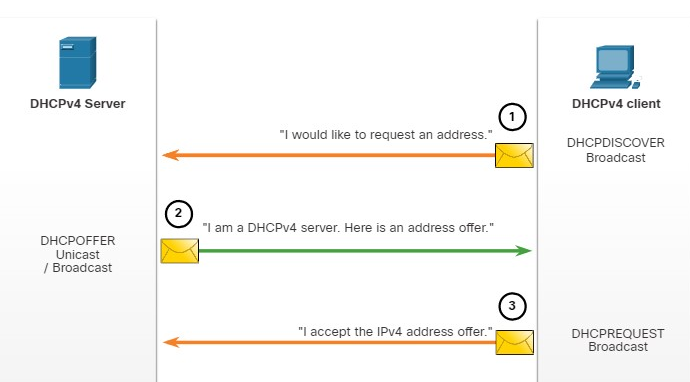 DHCPv4 Server
DHCPv4 client
1
"I would like to request an address."
DHCPDISCOVER
Broadcast
2
"I am a DHCPv4 server. Here is an address offer."
DHCPOFFER
Unicast
/ Broadcast
3
"I accept the IPv4 address offer."
DHCPREQUEST
Broadcast